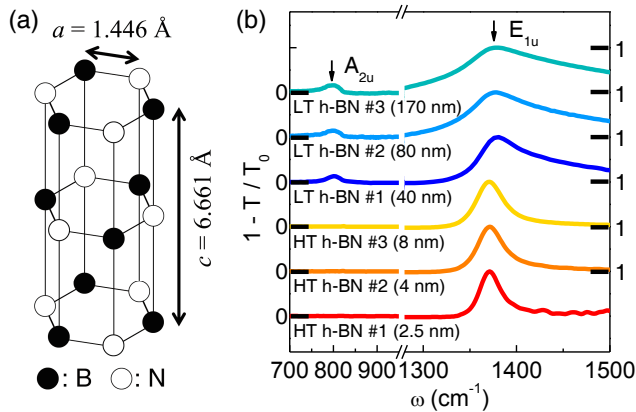 (a)
a = 1.446 Å
c = 6.661 Å
: B : N
(b)
A2u
E1u
1 - T / T0
0 1
LT h-BN #3 (170 nm)
0 1
LT h-BN #2 (80 nm)
0 1
LT h-BN #1 (40 nm)
0 1
HT h-BN #3 (8 nm)
0 1
HT h-BN #2 (4 nm)
0 1
HT h-BN #1 (2.5 nm)
700 800 900 1300 1400 1500
ω (cm⁻¹)